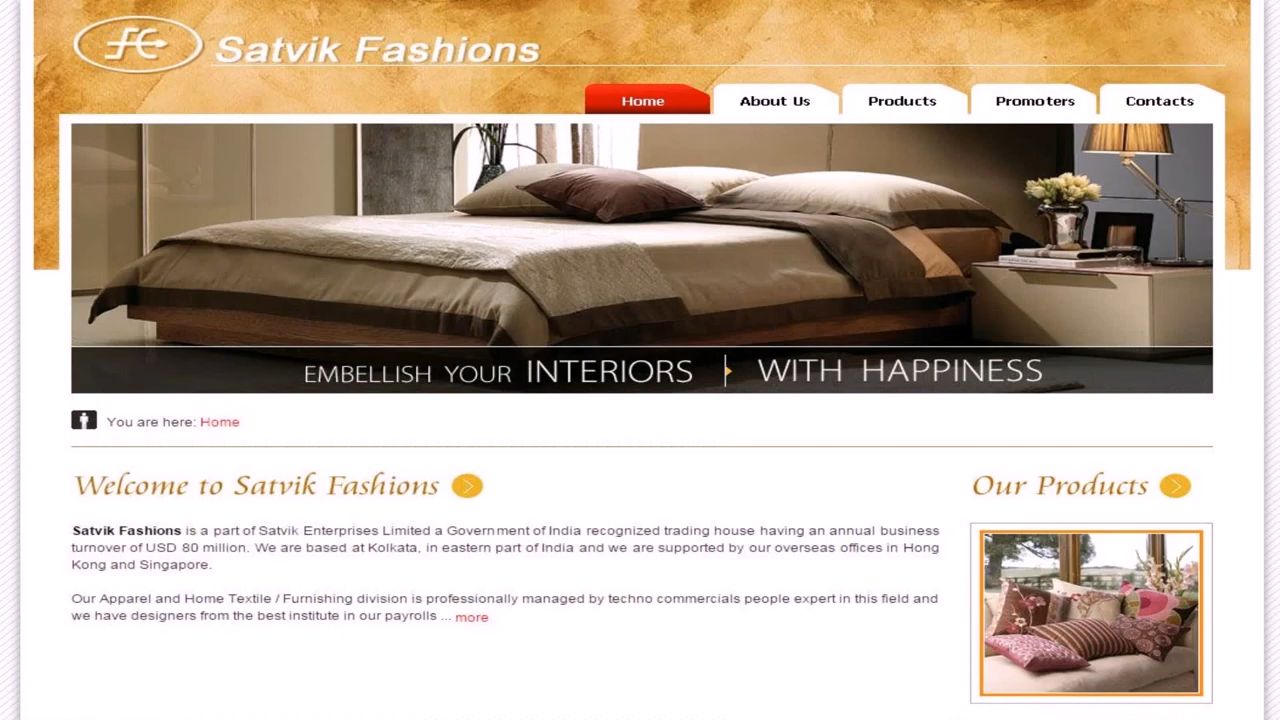 Satvik Fashions
Home
About Us
Products
Promoters
Contacts
EMBELLISH YOUR INTERIORS WITH HAPPINESS
You are here: Home
Welcome to Satvik Fashions
Our Products
Satvik Fashions is a part of Satvik Enterprises Limited a Government of India recognized trading house having an annual business
turnover of USD 80 million. We are based at Kolkata, in eastern part of India and we are supported by our overseas offices in Hong
Kong and Singapore.
Our Apparel and Home Textile / Furnishing division is professionally managed by techno commercials people expert in this field and
we have designers from the best institute in our payrolls ... more